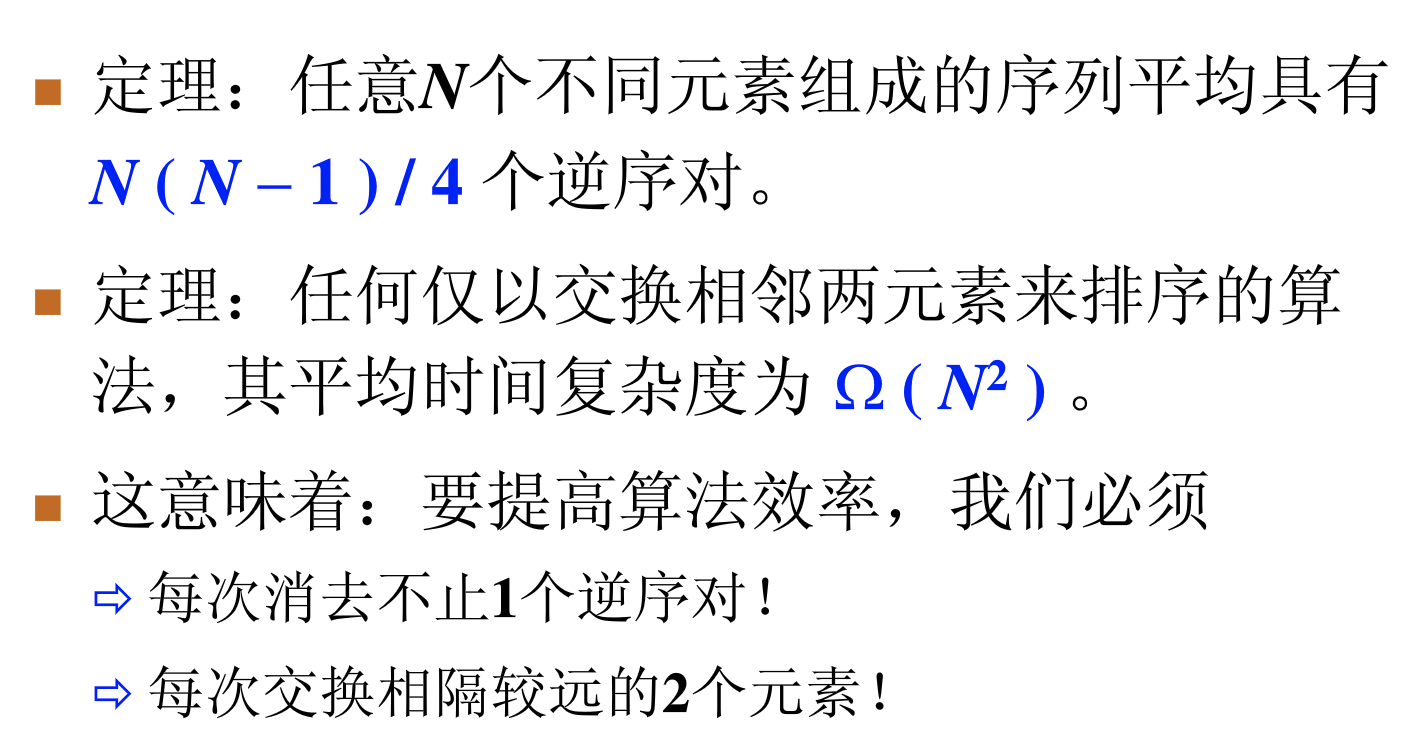 ■ 定理：任意N个不同元素组成的序列平均具有
N ( N – 1 ) / 4 个逆序对。
■ 定理：任何仅以交换相邻两元素来排序的算
法，其平均时间复杂度为 Ω ( N² ) 。
■ 这意味着：要提高算法效率，我们必须
⇨ 每次消去不止1个逆序对！
⇨ 每次交换相隔较远的2个元素！